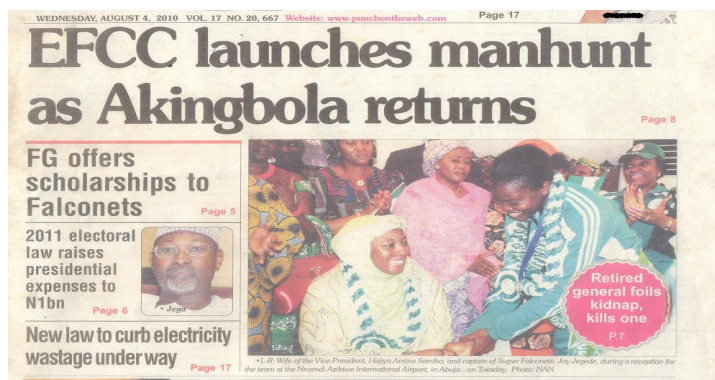 WEDNESDAY, AUGUST 4, 2010 VOL. 17 NO. 20, 667 Website: www.punchontheweb.com Page 17
EFCC launches manhunt
as Akingbola returns
Page 8
FG offers
scholarships to
Falconets
Page 5
2011 electoral
law raises
presidential
expenses to
N1bn
Page 6
• Jega
New law to curb electricity
wastage under way
Page 17
Retired
general foils
kidnap,
kills one
P.7
•L-R: Wife of the Vice-President, Hajiya Amina Sambo; and captain of Super Falconets, Joy Jegede, during a reception for
the team at the Nnamdi Azikiwe International Airport, in Abuja...on Tuesday. Photo: NAN.